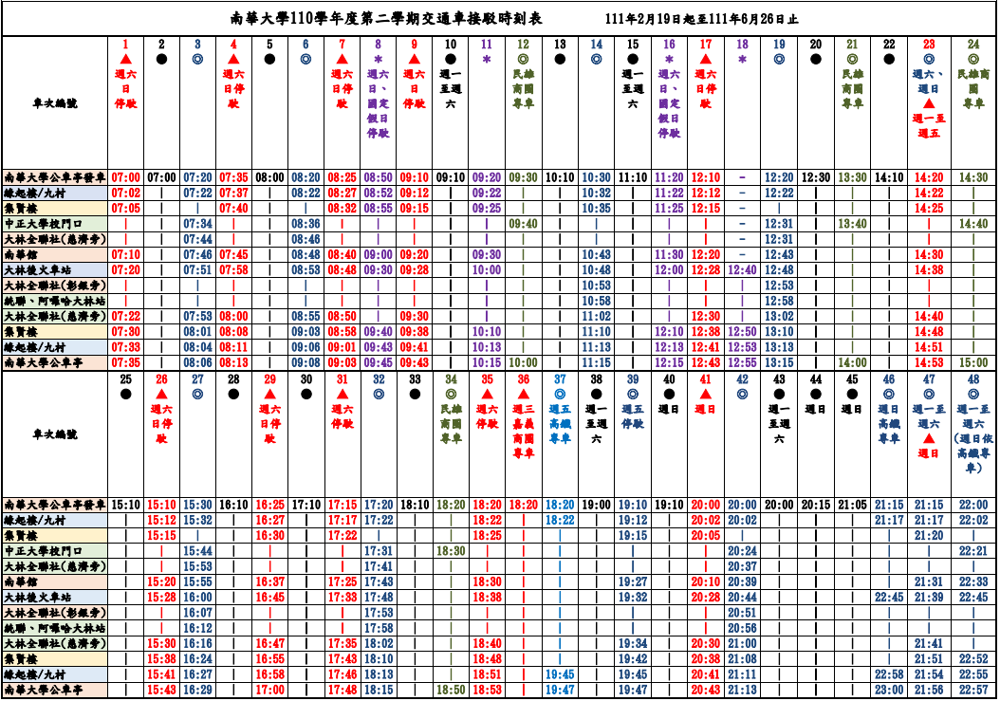 南華大學110學年度第二學期交通車接駁時刻表 111年2月19日起至111年6月26日止
車次編號 1 ▲ 週六日停駛 2 ● 3 ◎ 4 ▲ 週六日停駛 5 ● 6 ◎ 7 ▲ 週六日停駛 8 * 週六日、國定假日停駛 9 ▲ 週六日停駛 10 ● 週一至週六 11 * 12 ◎ 民雄商圈專車 13 ● 14 ◎ 15 ● 週一至週六 16 * 週六日、國定假日停駛 17 ▲ 週六日停駛 18 * 19 ◎ 20 ● 21 ◎ 民雄商圈專車 22 ● 23 ◎ 週六、週日 ▲ 週一至週五 24 ◎ 民雄商圈專車
南華大學公車亭發車 07:00 07:00 07:20 07:35 08:00 08:20 08:25 08:50 09:10 09:10 09:20 09:30 10:10 10:30 11:10 11:20 12:10 - 12:20 12:30 13:30 14:10 14:20 14:30
緣起樓/九村 07:02 | 07:22 07:37 | 08:22 08:27 08:52 09:12 | 09:22 | | 10:32 | 11:22 12:12 - 12:22 | | | 14:22 |
集賢樓 07:05 | | 07:40 | | 08:32 08:55 09:15 | 09:25 | | 10:35 | 11:25 12:15 - | | | | 14:25 |
中正大學校門口 | | 07:34 | | 08:36 | | | | | 09:40 | | | | | - 12:31 | 13:40 | | 14:40
大林全聯社(慈濟旁) | | 07:44 | | 08:46 | | | | | | | | | | | - 12:31 | | | | |
南華館 07:10 | 07:46 07:45 | 08:48 08:40 09:00 09:20 | 09:30 | | 10:43 | 11:30 12:20 - 12:43 | | | 14:30 |
大林後火車站 07:20 | 07:51 07:58 | 08:53 08:48 09:30 09:28 | 10:00 | | 10:48 | 12:00 12:28 12:40 12:48 | | | 14:38 |
大林全聯社(彰銀旁) | | | | | | | | | | | | | 10:53 | | | | 12:53 | | | | |
統聯、阿囉哈大林站 | | | | | | | | | | | | | 10:58 | | | | 12:58 | | | | |
大林全聯社(慈濟旁) 07:22 | 07:53 08:00 | 08:55 08:50 | 09:30 | | | | 11:02 | | 12:30 | 13:02 | | | 14:40 |
集賢樓 07:30 | 08:01 08:08 | 09:03 08:58 09:40 09:38 | 10:10 | | 11:10 | 12:10 12:38 12:50 13:10 | | | 14:48 |
緣起樓/九村 07:33 | 08:04 08:11 | 09:06 09:01 09:43 09:41 | 10:13 | | 11:13 | 12:13 12:41 12:53 13:13 | | | 14:51 |
南華大學公車亭 07:35 | 08:06 08:13 | 09:08 09:03 09:45 09:43 | 10:15 10:00 | 11:15 | 12:15 12:43 12:55 13:15 | 14:00 | 14:53 15:00
車次編號 25 ● 26 ▲ 週六日停駛 27 ◎ 28 ● 29 ▲ 週六日停駛 30 ● 31 ▲ 週六日停駛 32 ◎ 33 ● 34 ◎ 民雄商圈專車 35 ▲ 週六停駛 36 ▲ 週三嘉義商圈專車 37 ◎ 週五高鐵專車 38 ● 週一至週六 39 ◎ 週五停駛 40 ● 週日 41 ▲ 週日 42 ◎ 43 ● 週一至週六 44 ● 週日 45 ● 週日 46 ◎ 週日高鐵專車 47 ◎ 週一至週六 ▲ 週日 48 ◎ 週一至週六(週日依高鐵專車)
南華大學公車亭發車 15:10 15:10 15:30 16:10 16:25 17:10 17:15 17:20 18:10 18:20 18:20 18:20 18:20 19:00 19:10 19:10 20:00 20:00 20:00 20:15 21:05 21:15 21:15 22:00
緣起樓/九村 | 15:12 15:32 | 16:27 | 17:17 17:22 | | 18:22 | 18:22 | 19:12 | 20:02 20:02 | | | 21:17 21:17 22:02
集賢樓 | 15:15 | | 16:30 | 17:22 | | | 18:25 | | | 19:15 | 20:05 | | | | | 21:20 |
中正大學校門口 | | 15:44 | | | | 17:31 | 18:30 | | | | | | | 20:24 | | | | | 22:21
大林全聯社(慈濟旁) | | 15:53 | | | | 17:41 | | | | | | | | | 20:37 | | | | | |
南華館 | 15:20 15:55 | 16:37 | 17:25 17:43 | | 18:30 | | | 19:27 | 20:10 20:39 | | | | 21:31 22:33
大林後火車站 | 15:28 16:00 | 16:45 | 17:33 17:48 | | 18:38 | | | 19:32 | 20:28 20:44 | | | 22:45 21:39 22:45
大林全聯社(彰銀旁) | | 16:07 | | | | 17:53 | | | | | | | | | 20:51 | | | | | |
統聯、阿囉哈大林站 | | 16:12 | | | | 17:58 | | | | | | | | | 20:56 | | | | | |
大林全聯社(慈濟旁) | 15:30 16:16 | 16:47 | 17:35 18:02 | | 18:40 | | | 19:34 | 20:30 21:00 | | | | 21:41 |
集賢樓 | 15:38 16:24 | 16:55 | 17:43 18:10 | | 18:48 | | | 19:42 | 20:38 21:08 | | | | 21:51 22:52
緣起樓/九村 | 15:41 16:27 | 16:58 | 17:46 18:13 | | 18:51 | 19:45 | 19:45 | 20:41 21:11 | | | 22:58 21:54 22:55
南華大學公車亭 | 15:43 16:29 | 17:00 | 17:48 18:15 | 18:50 18:53 | 19:47 | 19:47 | 20:43 21:13 | | | 23:00 21:56 22:57